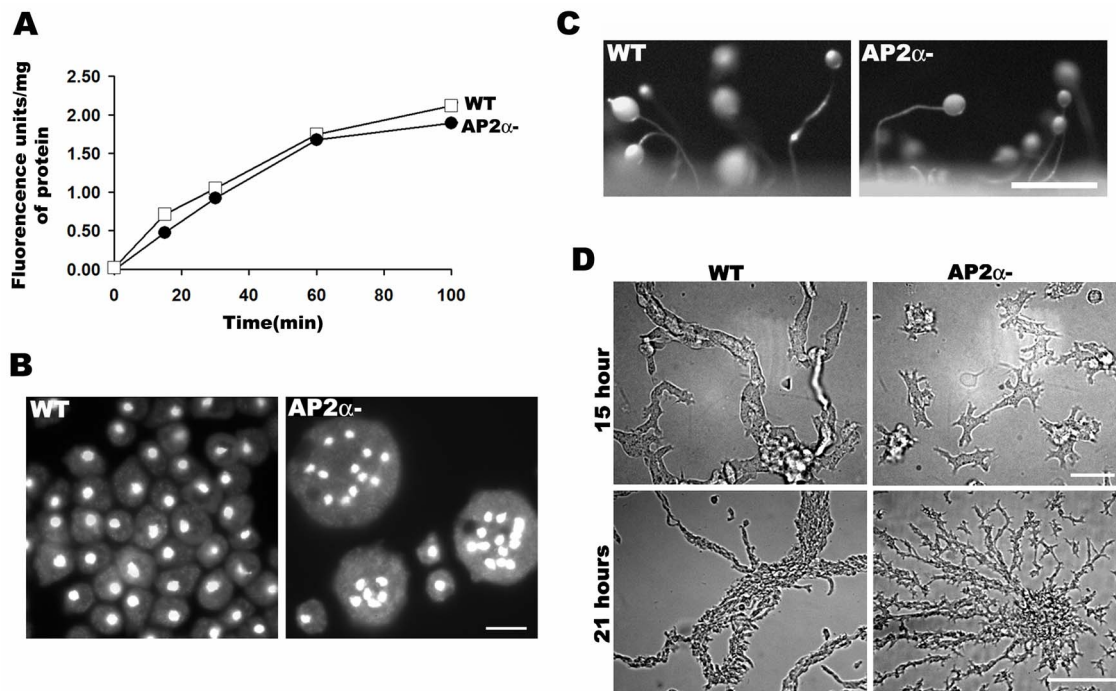 A
Fluorencence units/mg
of protein
2.50
2.00
1.50
1.00
0.50
0.00
0
20
40
60
80
100
Time(min)
WT
AP2α-
B
WT
AP2α-
C
WT
AP2α-
D
WT
AP2α-
15 hour
21 hours